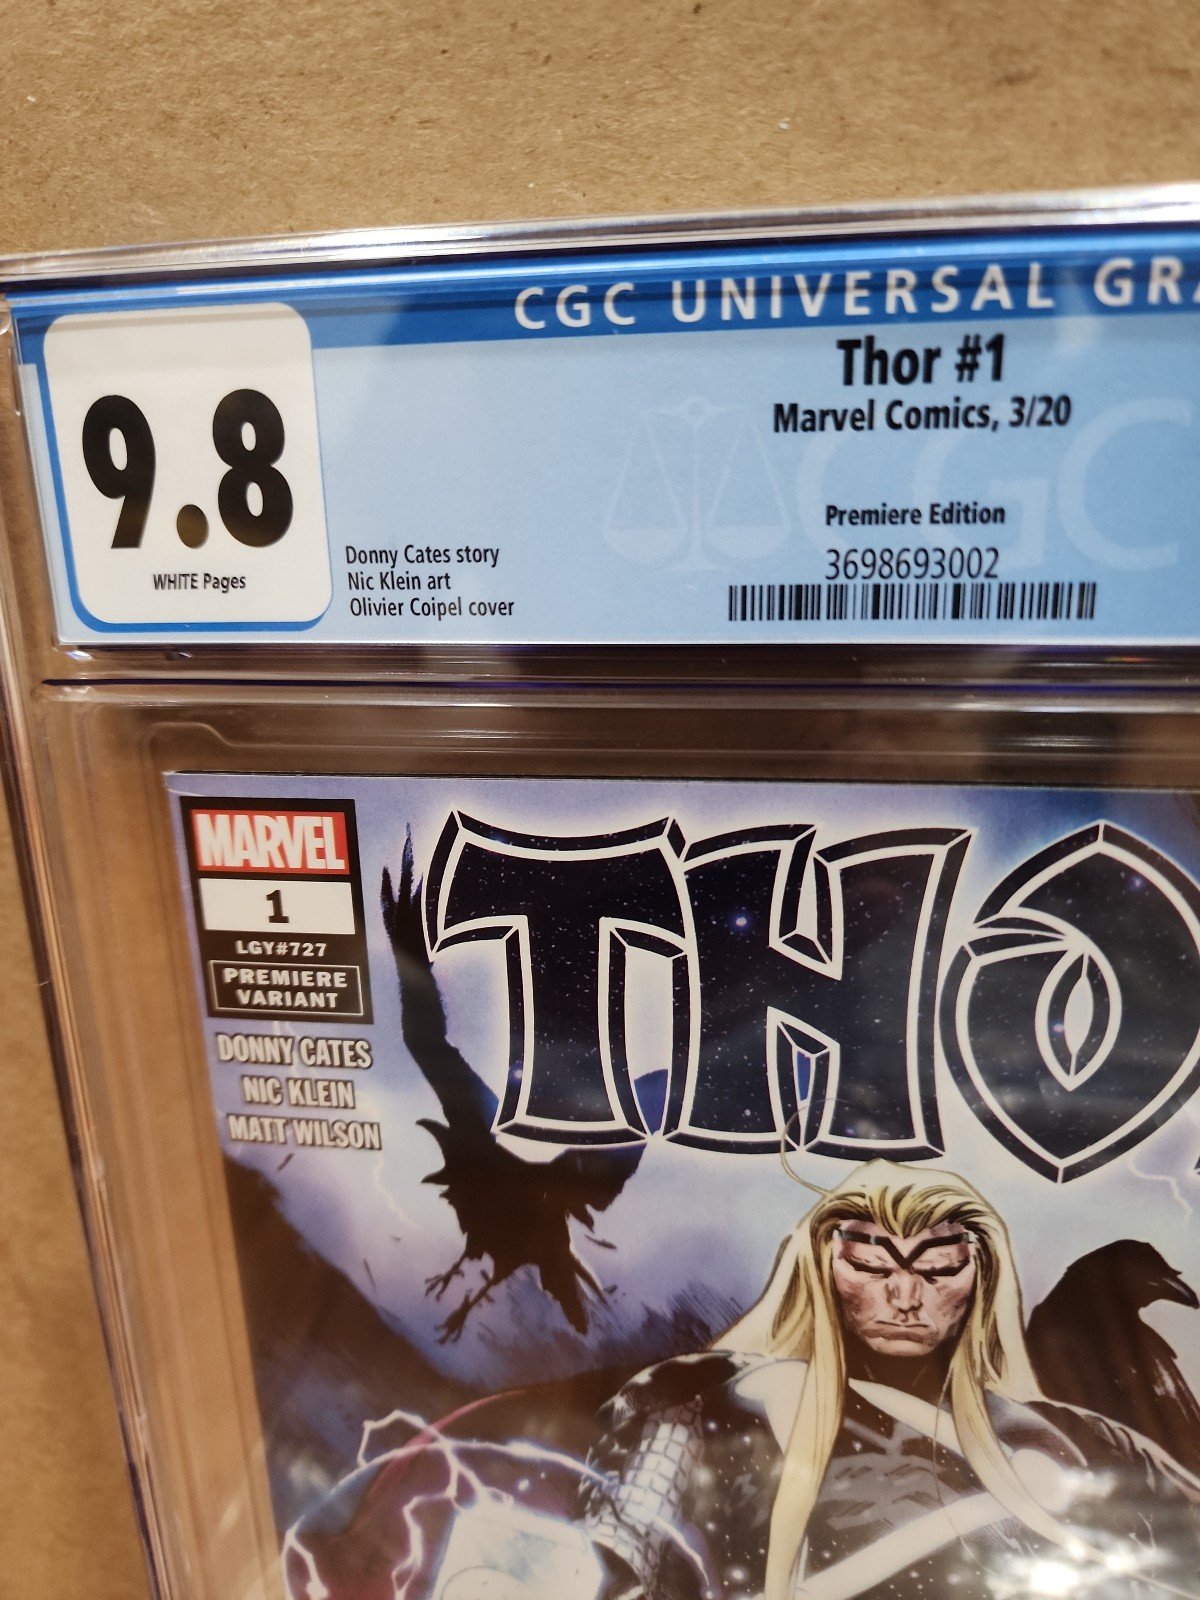 CGC UNIVERSAL GRA
9.8
WHITE Pages
Thor #1
Marvel Comics, 3/20
Premiere Edition
3698693002
Donny Cates story
Nic Klein art
Olivier Coipel cover
CGC
MARVEL
1
LGY#727
PREMIERE
VARIANT
DONNY CATES
NIC KLEIN
MATT WILSON
THO